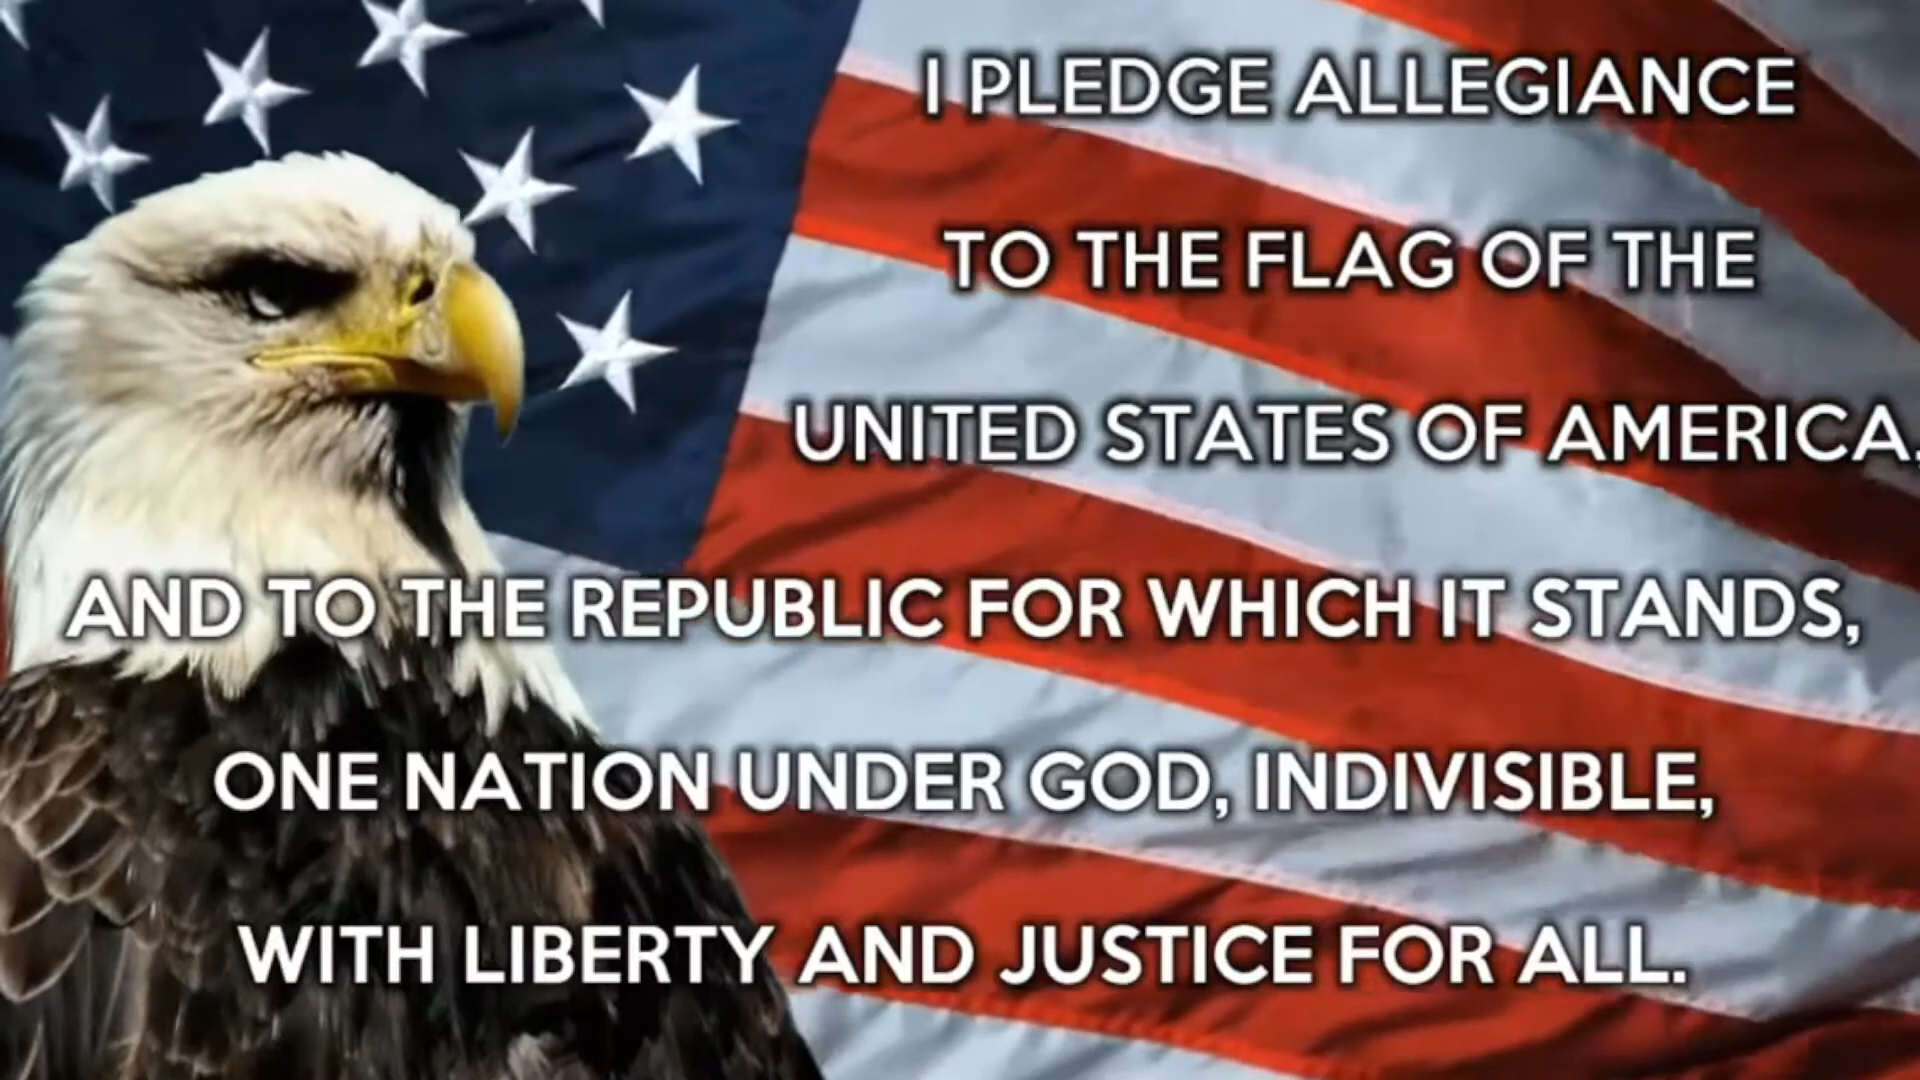 I PLEDGE ALLEGIANCE
TO THE FLAG OF THE
UNITED STATES OF AMERICA,
AND TO THE REPUBLIC FOR WHICH IT STANDS,
ONE NATION UNDER GOD, INDIVISIBLE,
WITH LIBERTY AND JUSTICE FOR ALL.